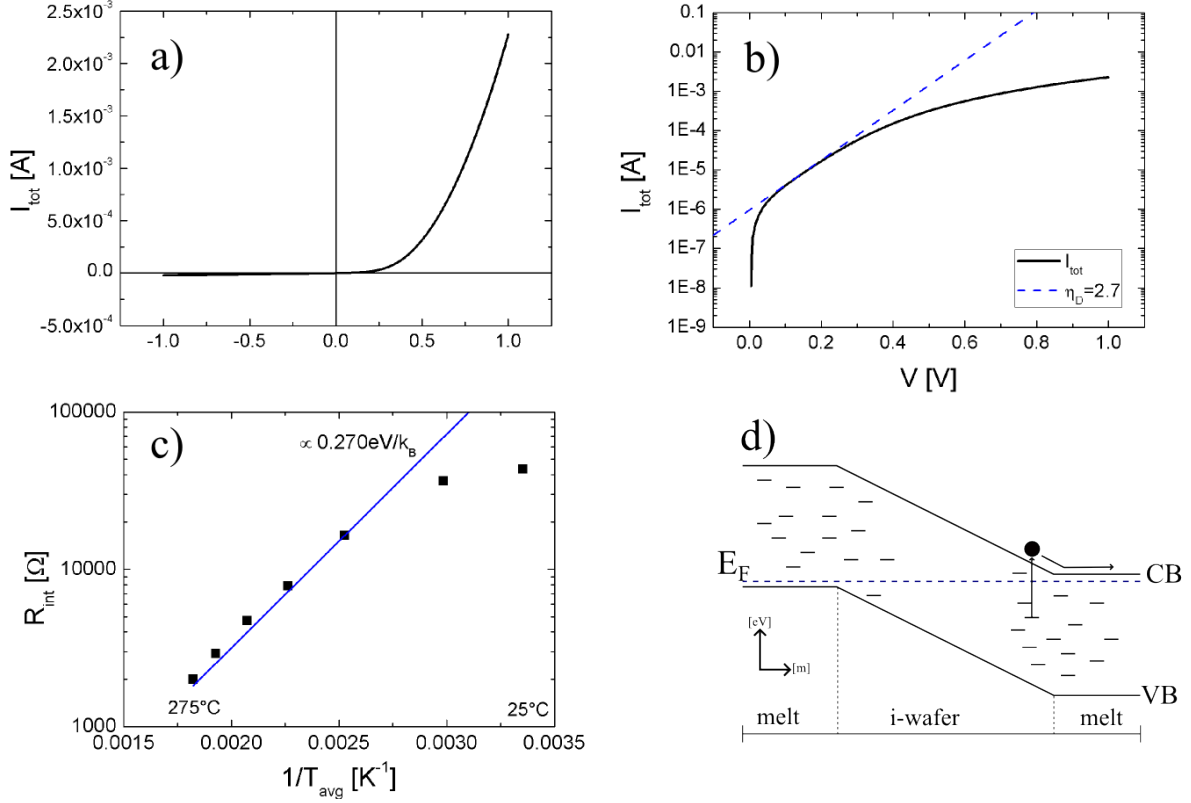 a)
I_tot [A]
2.5x10⁻³
2.0x10⁻³
1.5x10⁻³
1.0x10⁻³
5.0x10⁻⁴
0.0
-5.0x10⁻⁴
-1.0 -0.5 0.0 0.5 1.0
b)
I_tot [A]
0.1
0.01
1E-3
1E-4
1E-5
1E-6
1E-7
1E-8
1E-9
I_tot
η_D=2.7
0.0 0.2 0.4 0.6 0.8 1.0
V [V]
c)
R_int [Ω]
100000
10000
1000
∝ 0.270eV/k_B
275°C
25°C
0.0015 0.0020 0.0025 0.0030 0.0035
1/T_avg [K⁻¹]
d)
E_F
CB
[eV]
[m]
VB
melt i-wafer melt